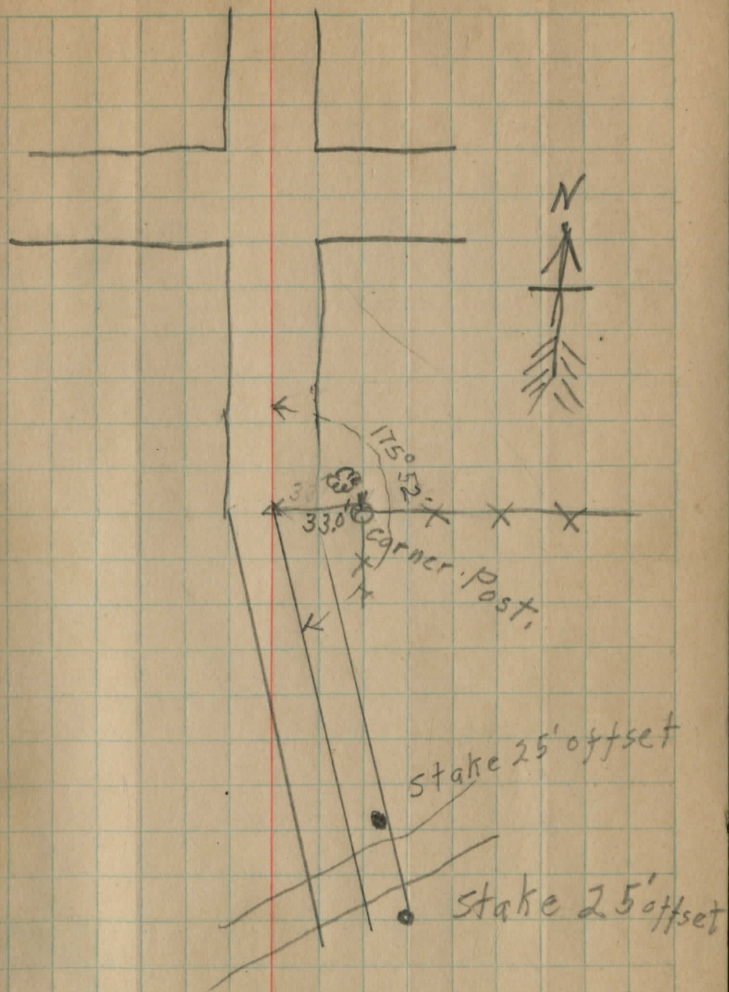 N
175° 52'
33.0'
corner Post.
stake 25' offset
stake 25' offset